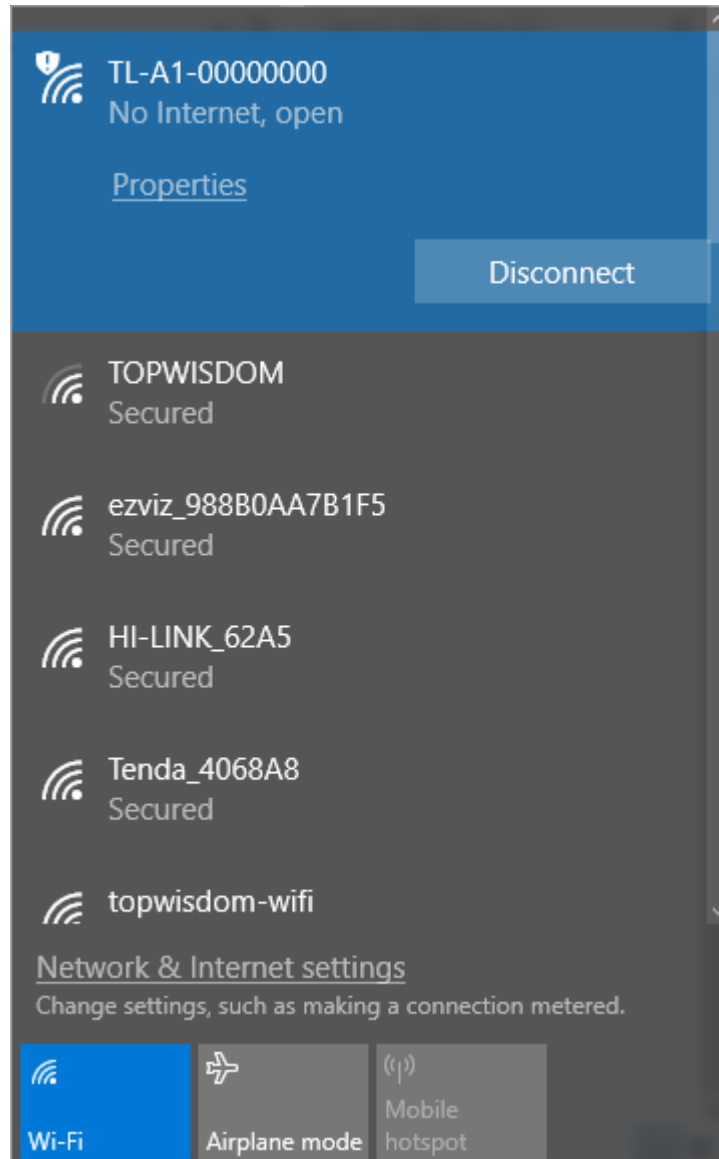 TL-A1-00000000
No Internet, open
Properties
Disconnect
TOPWISDOM
Secured
ezviz_988B0AA7B1F5
Secured
HI-LINK_62A5
Secured
Tenda_4068A8
Secured
topwisdom-wifi
Network & Internet settings
Change settings, such as making a connection metered.
Wi-Fi
Airplane mode
Mobile
hotspot